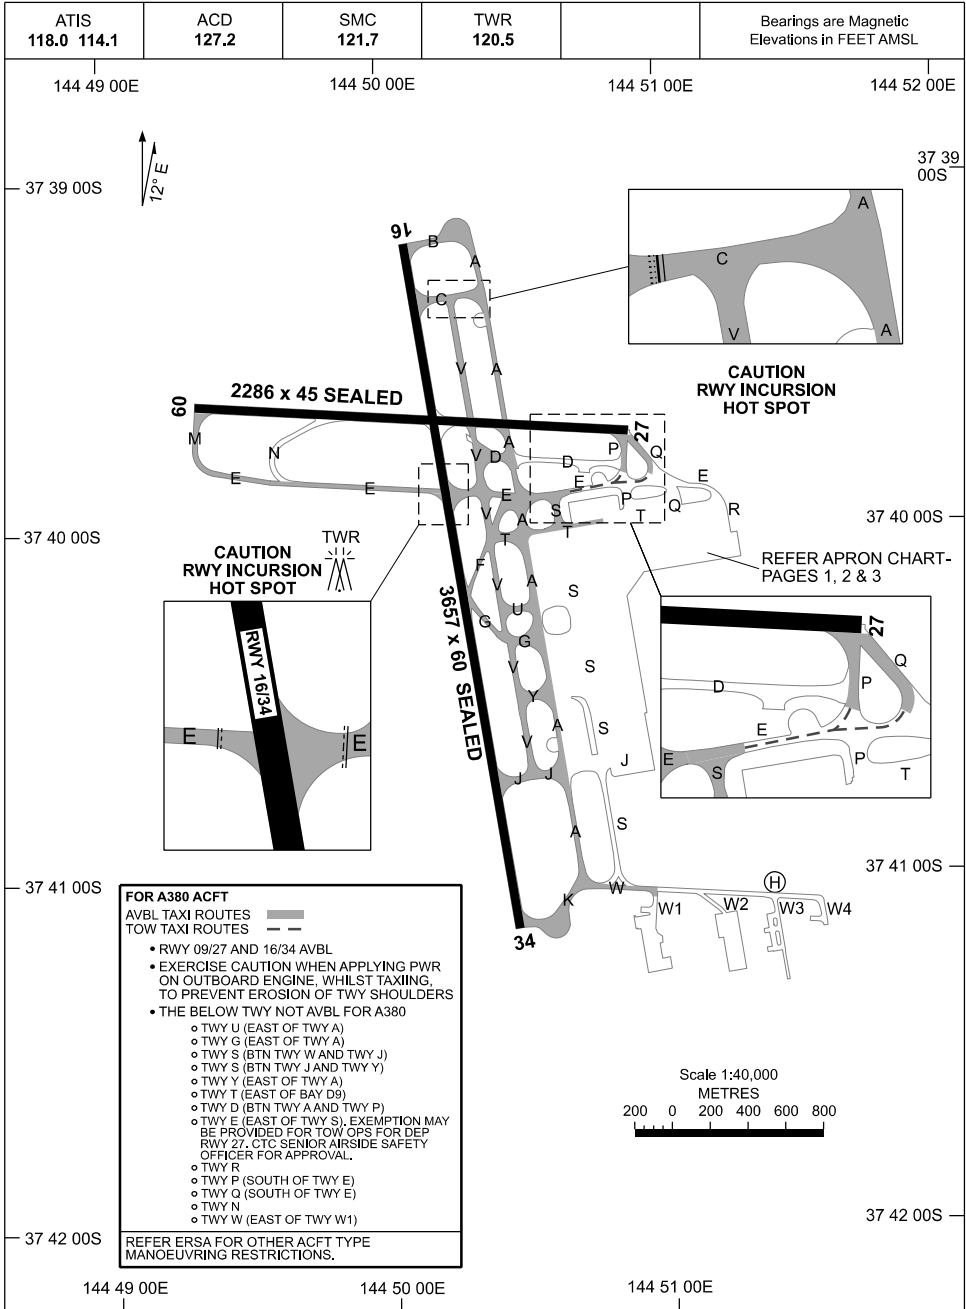 ATIS
118.0 114.1
ACD
127.2
SMC
121.7
TWR
120.5
Bearings are Magnetic
Elevations in FEET AMSL
144 49 00E
144 50 00E
144 51 00E
144 52 00E
37 39 00S
12° E
37 39
00S
16
B
A
C
A
C
V
A
CAUTION
RWY INCURSION
HOT SPOT
V
A
2286 x 45 SEALED
09
27
M
N
V
D
A
D
P
Q
E
E
E
E
E
P
Q
R
V
A
S
T
T
37 40 00S
37 40 00S
TWR
T
CAUTION
RWY INCURSION
HOT SPOT
REFER APRON CHART-
PAGES 1, 2 & 3
F
V
A
S
U
G
G
V
S
3657 x 60 SEALED
Y
A
S
V
J
J
J
A
S
RWY 16/34
E
E
27
Q
D
P
E
E
S
P
T
37 41 00S
37 41 00S
K
W
W1
W2
H
W3
W4
34
FOR A380 ACFT
AVBL TAXI ROUTES
TOW TAXI ROUTES
• RWY 09/27 AND 16/34 AVBL
• EXERCISE CAUTION WHEN APPLYING PWR
ON OUTBOARD ENGINE, WHILST TAXIING,
TO PREVENT EROSION OF TWY SHOULDERS
• THE BELOW TWY NOT AVBL FOR A380
○ TWY U (EAST OF TWY A)
○ TWY G (EAST OF TWY A)
○ TWY S (BTN TWY W AND TWY J)
○ TWY S (BTN TWY J AND TWY Y)
○ TWY Y (EAST OF TWY A)
○ TWY T (EAST OF BAY D9)
○ TWY D (BTN TWY A AND TWY P)
○ TWY E (EAST OF TWY S). EXEMPTION MAY
BE PROVIDED FOR TOW OPS FOR DEP
RWY 27. CTC SENIOR AIRSIDE SAFETY
OFFICER FOR APPROVAL.
○ TWY R
○ TWY P (SOUTH OF TWY E)
○ TWY Q (SOUTH OF TWY E)
○ TWY N
○ TWY W (EAST OF TWY W1)
REFER ERSA FOR OTHER ACFT TYPE
MANOEUVRING RESTRICTIONS.
Scale 1:40,000
METRES
200 0 200 400 600 800
37 42 00S
37 42 00S
144 49 00E
144 50 00E
144 51 00E